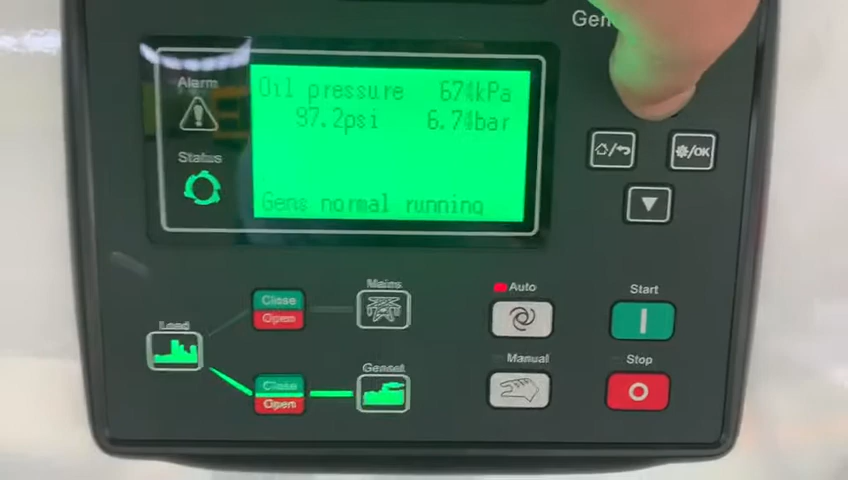 Gen
Alarm
Oil pressure 674kPa
97.2psi 6.74bar
Status
Gens normal running
/OK
Close
Open
Mains
Load
Close
Open
Genset
Auto
Start
Manual
Stop